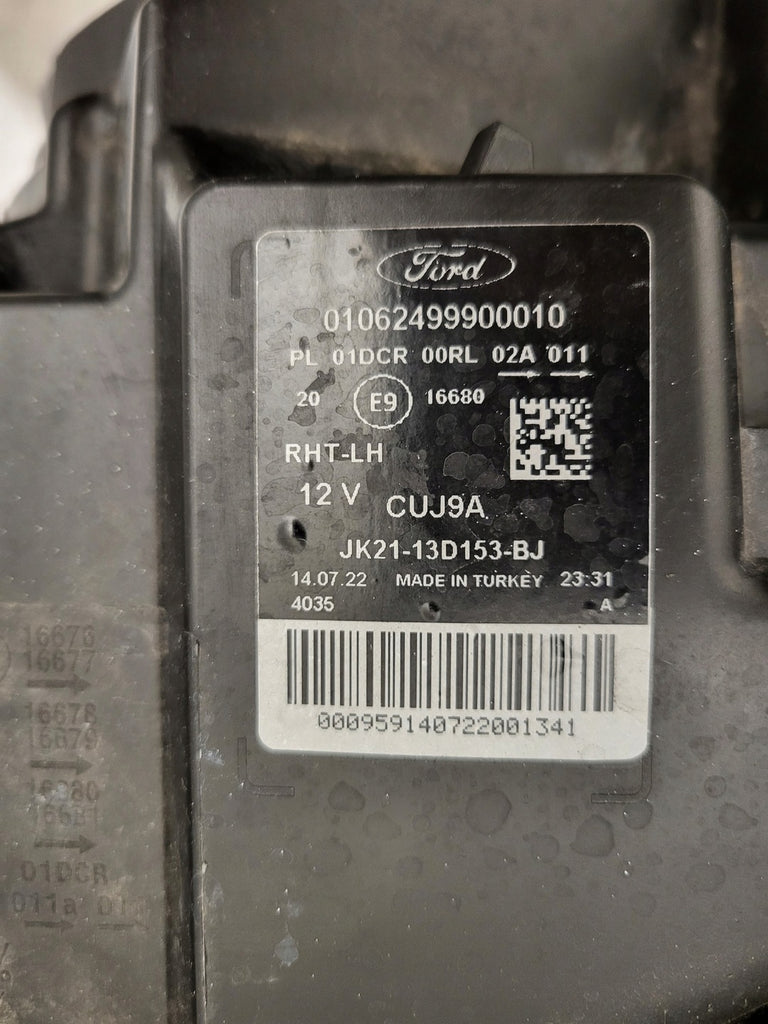 Ford
01062499900010
PL 01DCR 00RL 02A 011
20 E9 16680
RHT-LH
12 V CUJ9A
JK21-13D153-BJ
14.07.22 MADE IN TURKEY 23:31
4035 A
000959140722001341
16676
16677
16678
16679
16680
16681
01DCR
011a